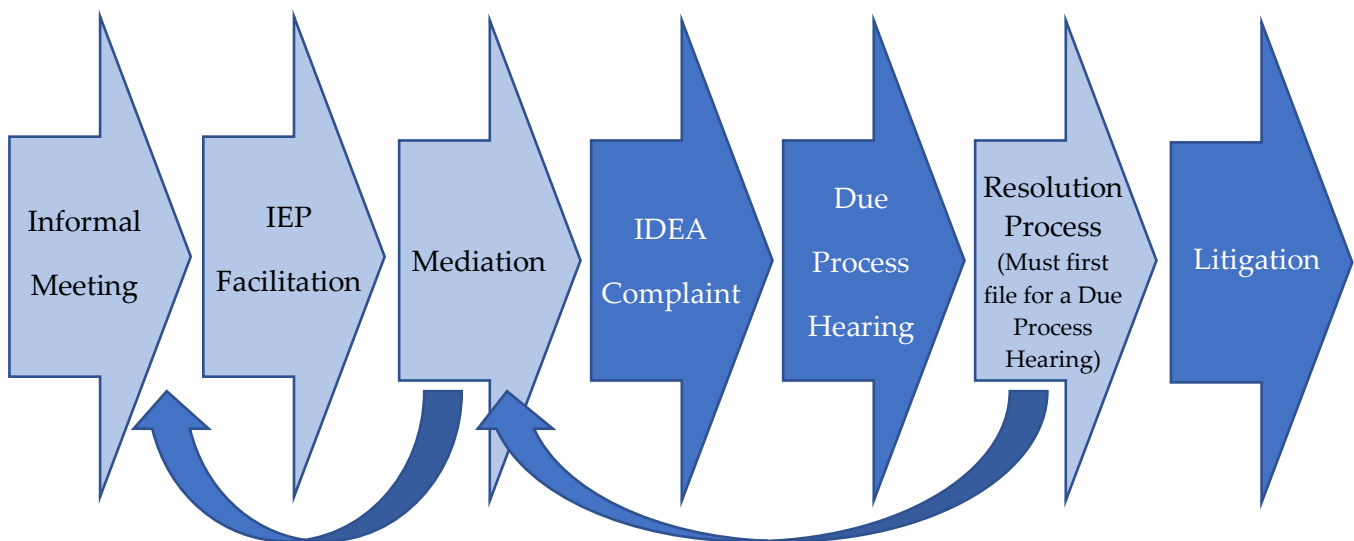 Informal
Meeting
IEP
Facilitation
Mediation
IDEA
Complaint
Due
Process
Hearing
Resolution
Process
(Must first
file for a Due
Process
Hearing)
Litigation